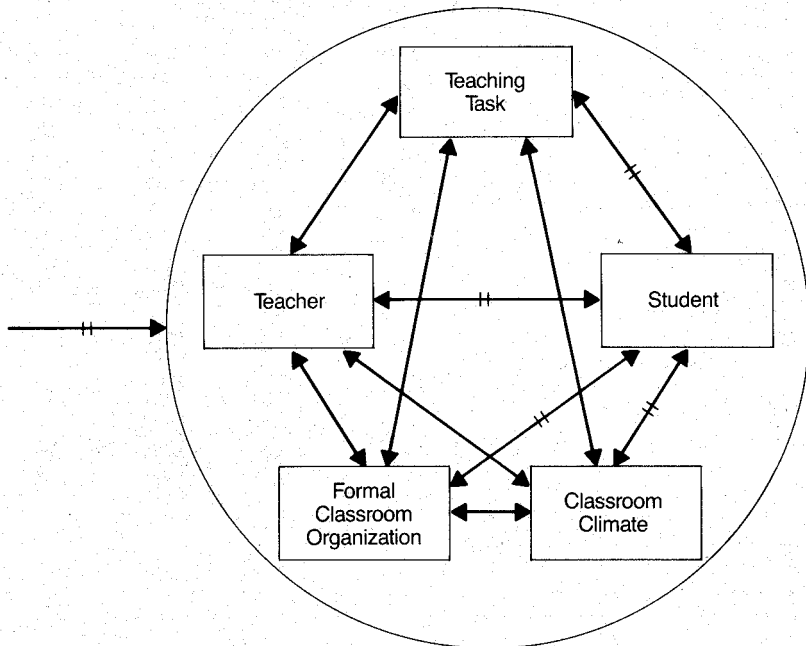 Teaching
Task
Teacher
Student
Formal
Classroom
Organization
Classroom
Climate